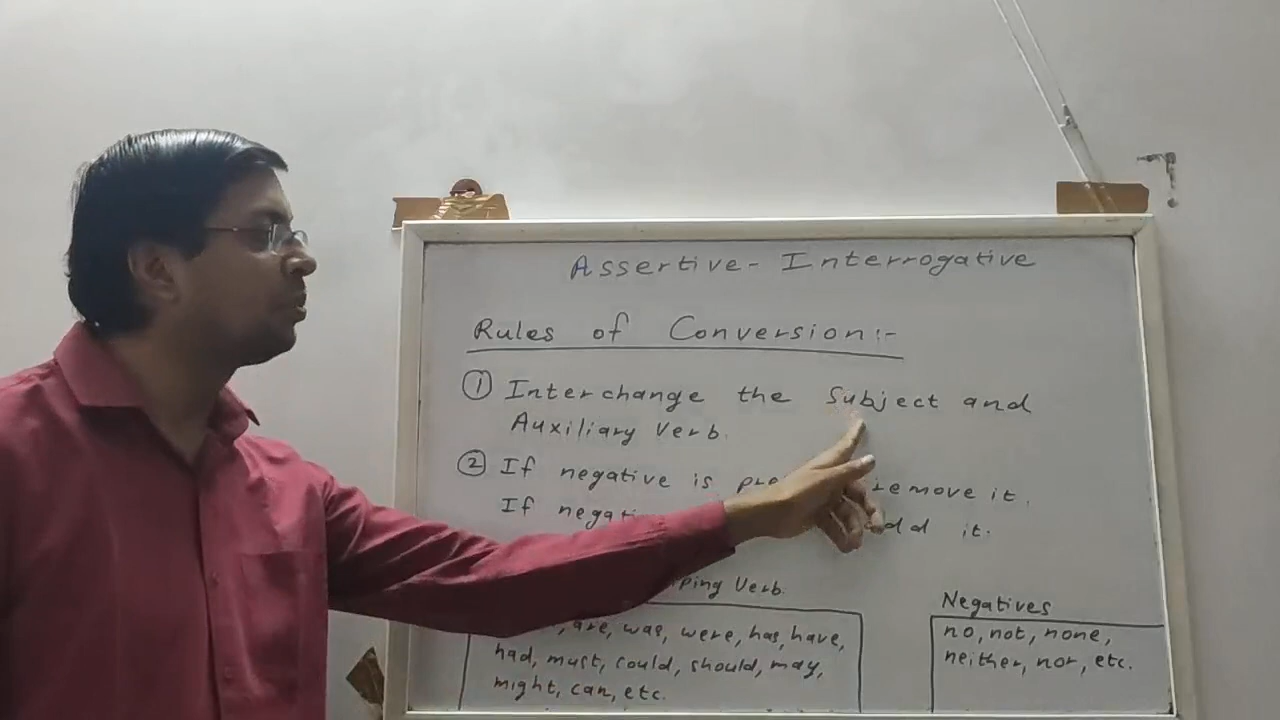 Assertive - Interrogative
Rules of Conversion:-
① Interchange the Subject and
Auxiliary Verb.
② If negative is remove it.
If add it.
Verb.
are, was, were, has, have,
had, must, could, should, may,
might, can, etc.
Negatives
no, not, none,
neither, nor, etc.